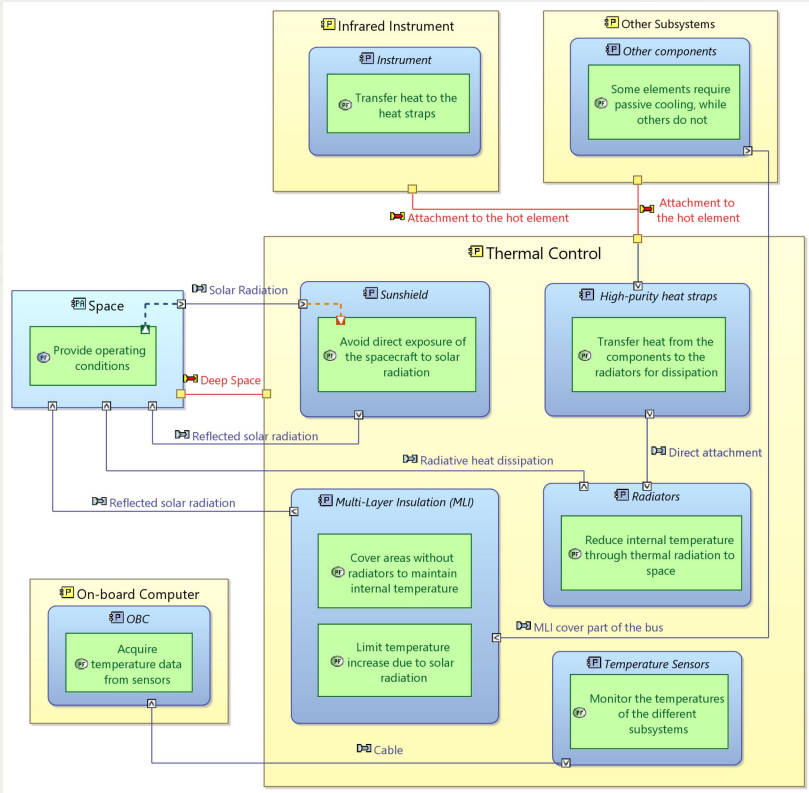 Infrared Instrument
Instrument
Transfer heat to the
heat straps
Other Subsystems
Other components
Some elements require
passive cooling, while
others do not
Attachment to the hot element
Attachment to
the hot element
Thermal Control
Solar Radiation
Space
Provide operating
conditions
Deep Space
Sunshield
Avoid direct exposure of
the spacecraft to solar
radiation
High-purity heat straps
Transfer heat from the
components to the
radiators for dissipation
Reflected solar radiation
Radiative heat dissipation
Direct attachment
Reflected solar radiation
Multi-Layer Insulation (MLI)
Cover areas without
radiators to maintain
internal temperature
Limit temperature
increase due to solar
radiation
Radiators
Reduce internal temperature
through thermal radiation to
space
MLI cover part of the bus
On-board Computer
OBC
Acquire
temperature data
from sensors
Temperature Sensors
Monitor the temperatures
of the different
subsystems
Cable